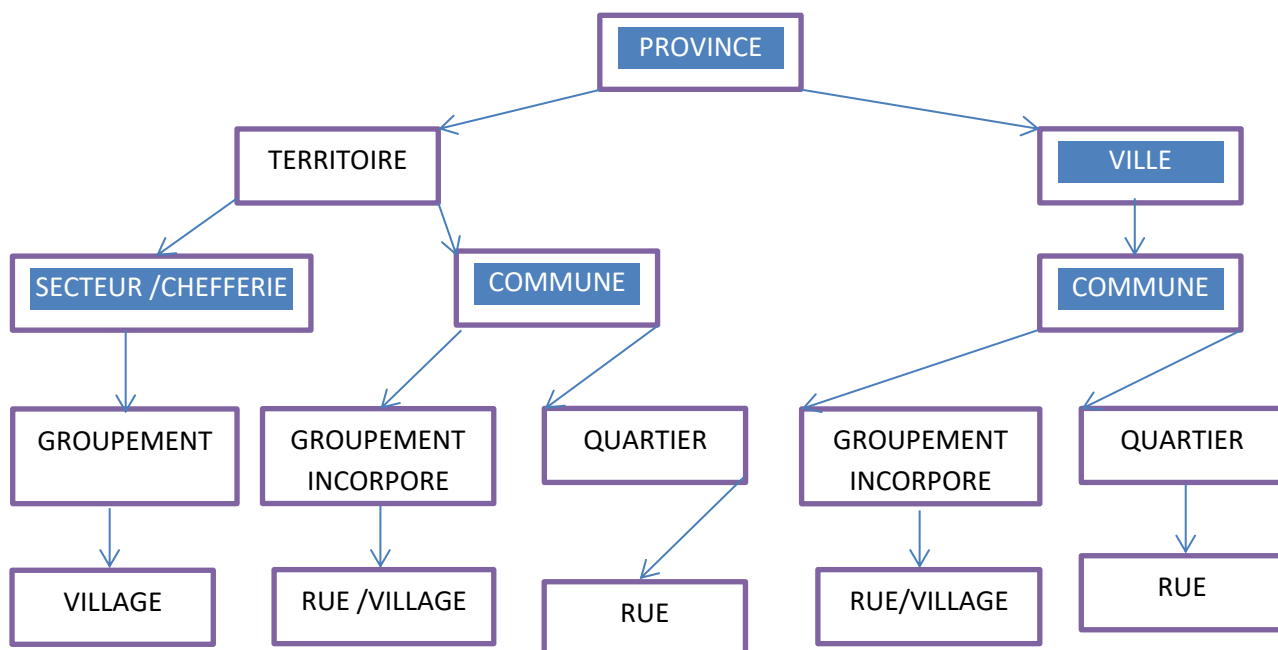 PROVINCE
TERRITOIRE
VILLE
SECTEUR /CHEFFERIE
COMMUNE
COMMUNE
GROUPEMENT
GROUPEMENT
INCORPORE
QUARTIER
GROUPEMENT
INCORPORE
QUARTIER
VILLAGE
RUE /VILLAGE
RUE
RUE/VILLAGE
RUE